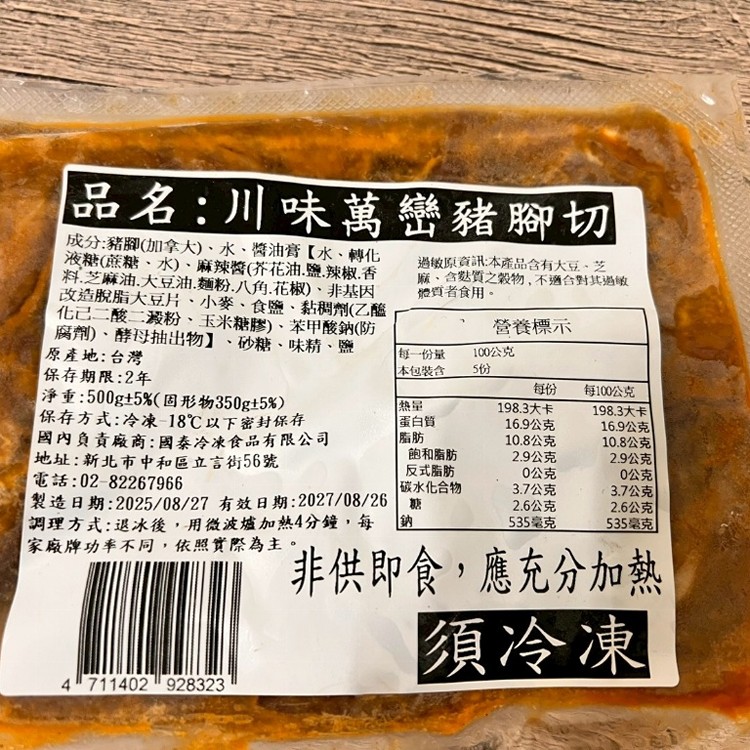 品名:川味萬巒豬腳切
成分:豬腳(加拿大)、水、醬油膏【水、轉化
液糖(蔗糖、水)、麻辣醬(芥花油.鹽.辣椒.香
料.芝麻油.大豆油.麵粉.八角.花椒)、非基因
改造脫脂大豆片、小麥、食鹽、黏稠劑(乙醯
化己二酸二澱粉、玉米糖膠)、苯甲酸鈉(防
腐劑)、酵母抽出物】、砂糖、味精、鹽
原產地:台灣
保存期限:2年
淨重:500g±5%(固形物350g±5%)
保存方式:冷凍-18℃以下密封保存
國內負責廠商:國泰冷凍食品有限公司
地址:新北市中和區立言街56號
電話:02-82267966
製造日期:2025/08/27 有效日期:2027/08/26
調理方式:退冰後，用微波爐加熱4分鐘，每
家廠牌功率不同，依照實際為主。
過敏原資訊:本產品含有大豆、芝
麻、含麩質之穀物,不適合對其過敏
體質者食用。
營養標示
每一份量 100公克
本包裝含 5份
每份 每100公克
熱量 198.3大卡 198.3大卡
蛋白質 16.9公克 16.9公克
脂肪 10.8公克 10.8公克
飽和脂肪 2.9公克 2.9公克
反式脂肪 0公克 0公克
碳水化合物 3.7公克 3.7公克
糖 2.6公克 2.6公克
鈉 535毫克 535毫克
非供即食，應充分加熱
須冷凍
4 711402 928323